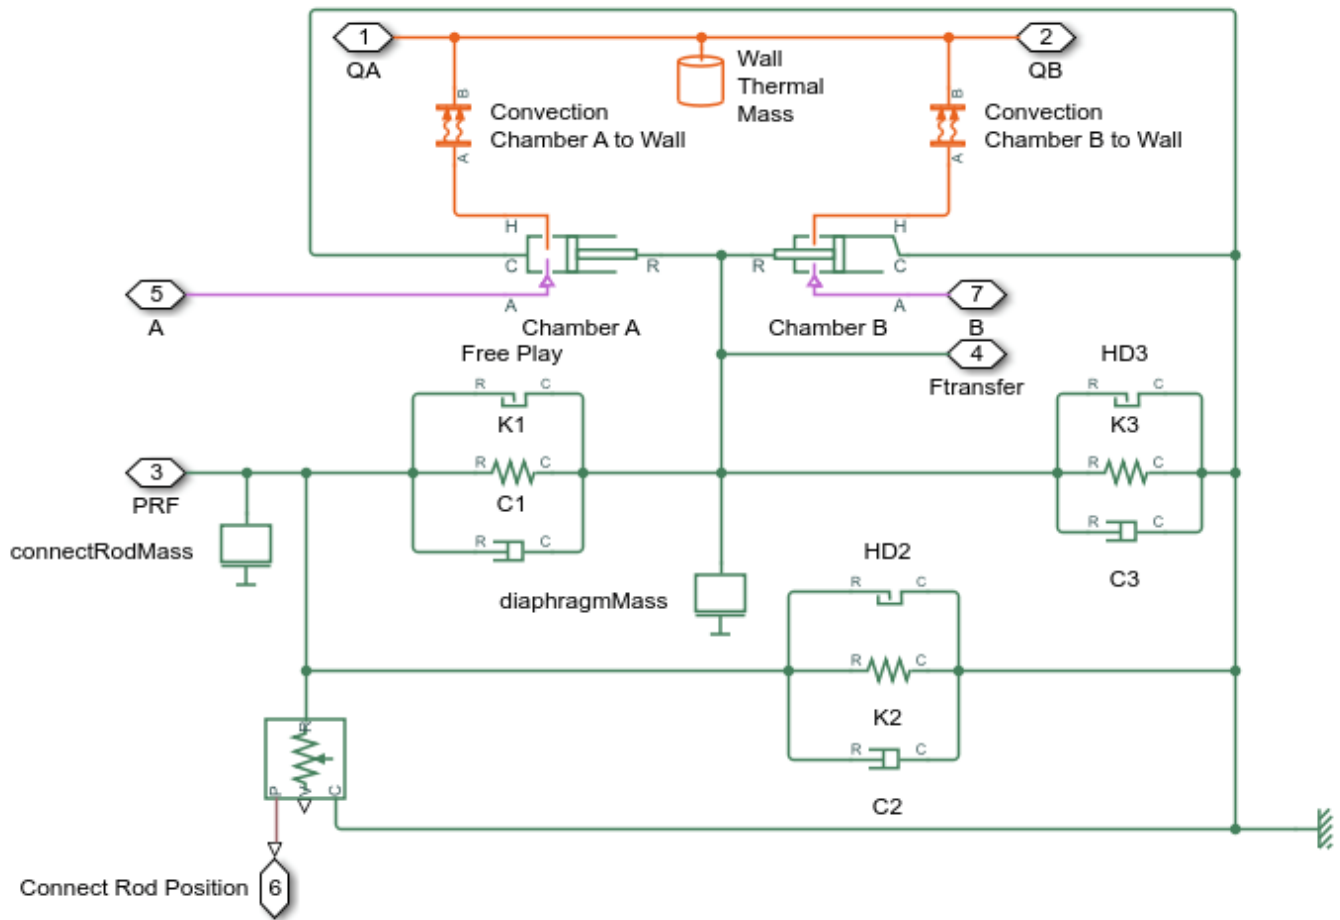 1
QA
2
QB
Wall
Thermal
Mass
B
B
Convection
Chamber A to Wall
Convection
Chamber B to Wall
A
A
H
H
C
R
R
C
5
A
A
A
7
B
Chamber A
Chamber B
Free Play
4
Ftransfer
HD3
R C
R C
K1
K3
3
PRF
R C
R C
C1
connectRodMass
R C
R C
HD2
C3
diaphragmMass
R C
R C
K2
R
R C
P
V
C
C2
Connect Rod Position
6